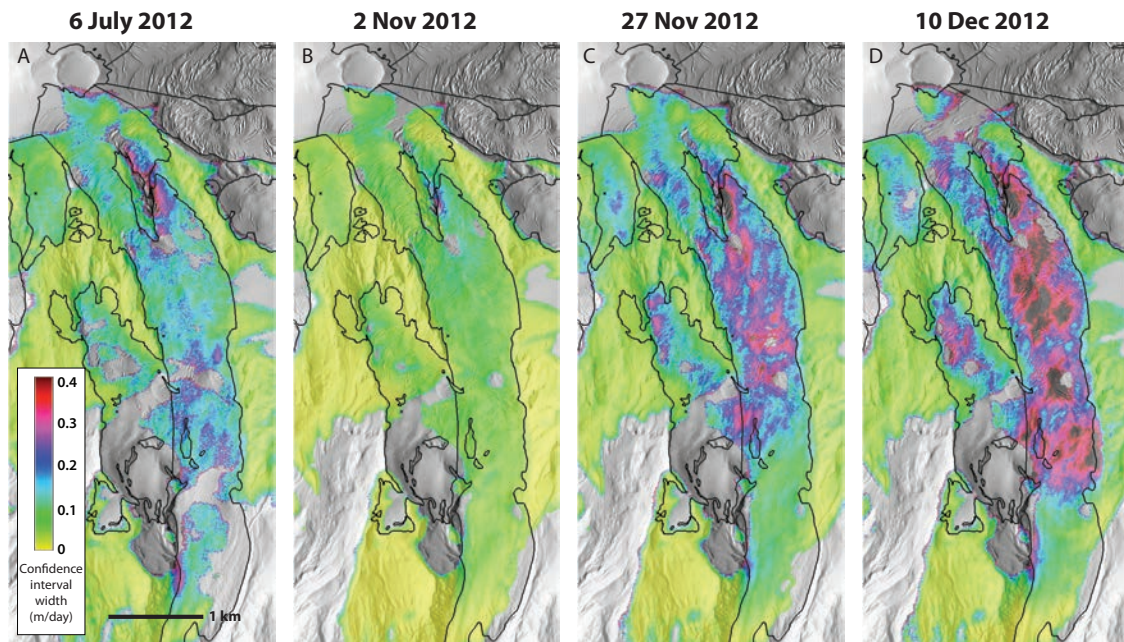 6 July 2012
2 Nov 2012
27 Nov 2012
10 Dec 2012
A
B
C
D
0.4
0.3
0.2
0.1
0
Confidence
interval
width
(m/day)
1 km